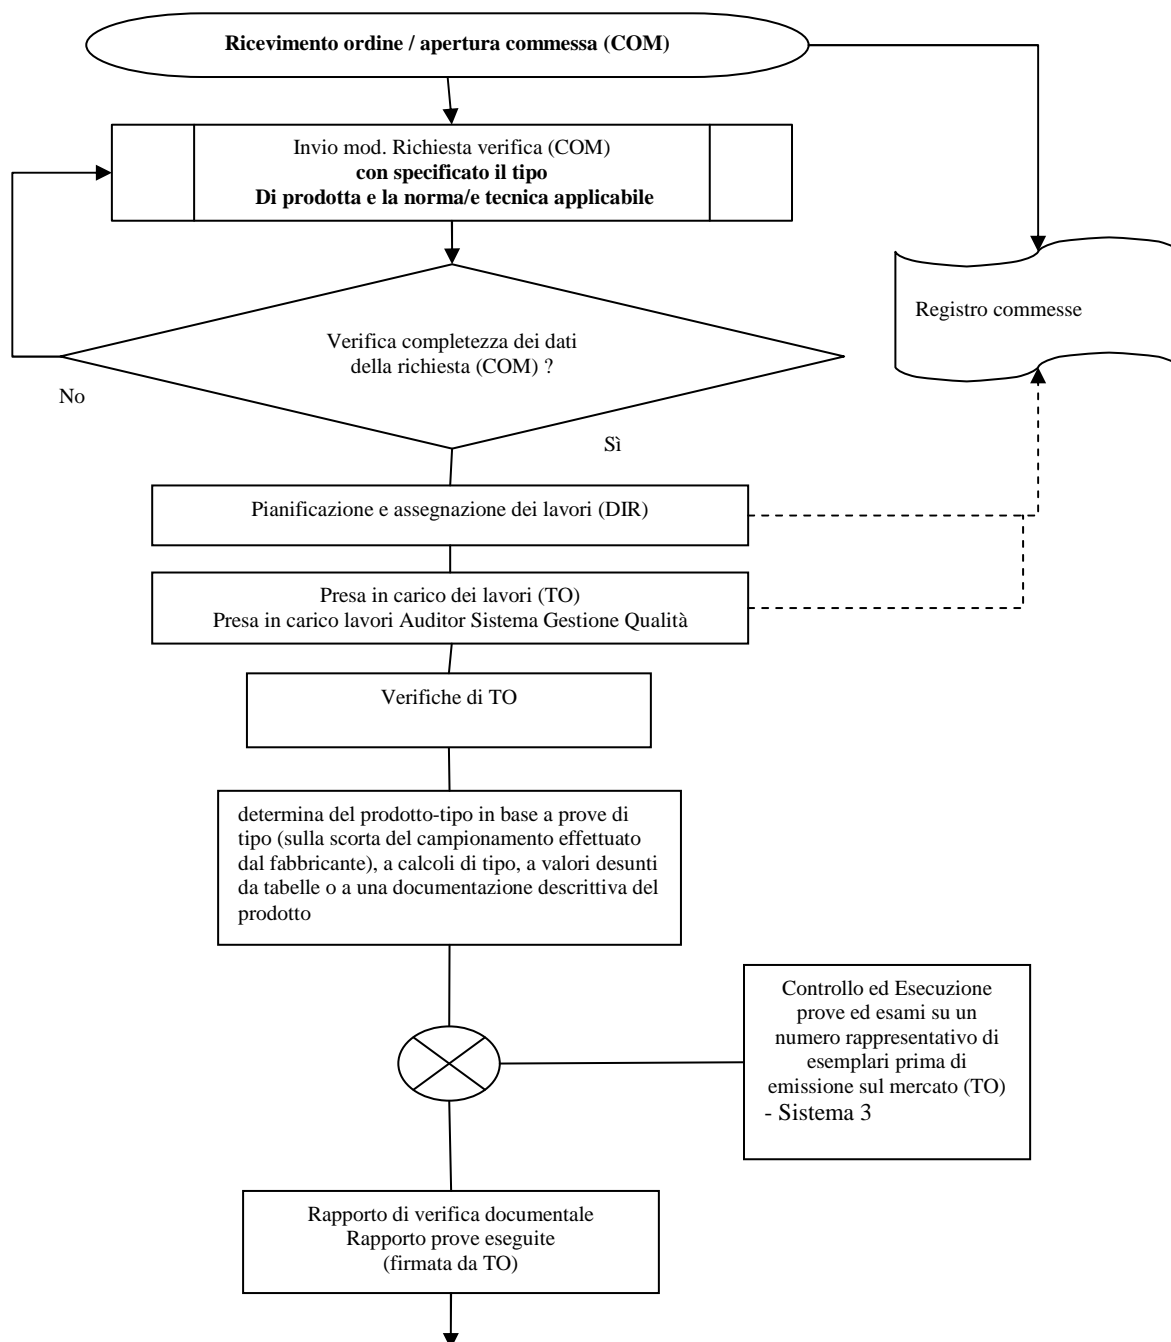 Ricevimento ordine / apertura commessa (COM)
Invio mod. Richiesta verifica (COM)
con specificato il tipo
Di prodotta e la norma/e tecnica applicabile
Registro commesse
Verifica completezza dei dati
della richiesta (COM) ?
No
Sì
Pianificazione e assegnazione dei lavori (DIR)
Presa in carico dei lavori (TO)
Presa in carico lavori Auditor Sistema Gestione Qualità
Verifiche di TO
determina del prodotto-tipo in base a prove di
tipo (sulla scorta del campionamento effettuato
dal fabbricante), a calcoli di tipo, a valori desunti
da tabelle o a una documentazione descrittiva del
prodotto
Controllo ed Esecuzione
prove ed esami su un
numero rappresentativo di
esemplari prima di
emissione sul mercato (TO)
- Sistema 3
Rapporto di verifica documentale
Rapporto prove eseguite
(firmata da TO)